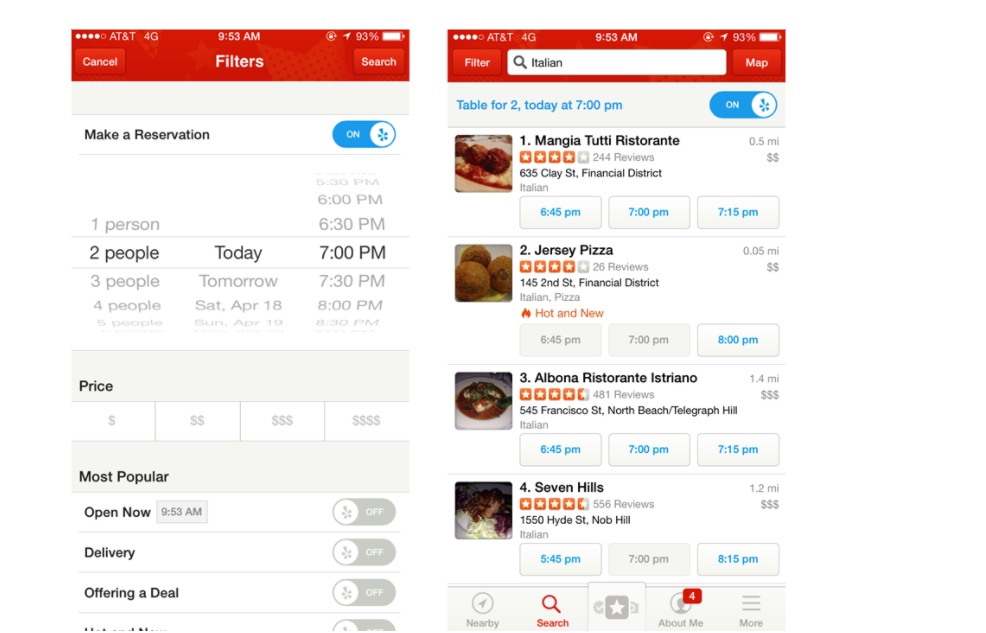 AT&T 4G 9:53 AM 93%
Cancel Filters Search
Make a Reservation ON
5:30 PM
6:00 PM
1 person 6:30 PM
2 people Today 7:00 PM
3 people Tomorrow 7:30 PM
4 people Sat, Apr 18 8:00 PM
5 people Sun, Apr 19 8:30 PM
Price
$ $$ $$$ $$$$
Most Popular
Open Now 9:53 AM OFF
Delivery OFF
Offering a Deal OFF
Hot and New OFF
AT&T 4G 9:53 AM 93%
Filter Italian Map
Table for 2, today at 7:00 pm ON
1. Mangia Tutti Ristorante 0.5 mi
244 Reviews $$
635 Clay St, Financial District
Italian
6:45 pm 7:00 pm 7:15 pm
2. Jersey Pizza 0.05 mi
26 Reviews $$
145 2nd St, Financial District
Italian, Pizza
Hot and New
6:45 pm 7:00 pm 8:00 pm
3. Albona Ristorante Istriano 1.4 mi
481 Reviews $$$
545 Francisco St, North Beach/Telegraph Hill
Italian
6:45 pm 7:00 pm 7:15 pm
4. Seven Hills 1.2 mi
556 Reviews $$$
1550 Hyde St, Nob Hill
Italian
5:45 pm 7:00 pm 8:15 pm
4
Nearby Search About Me More